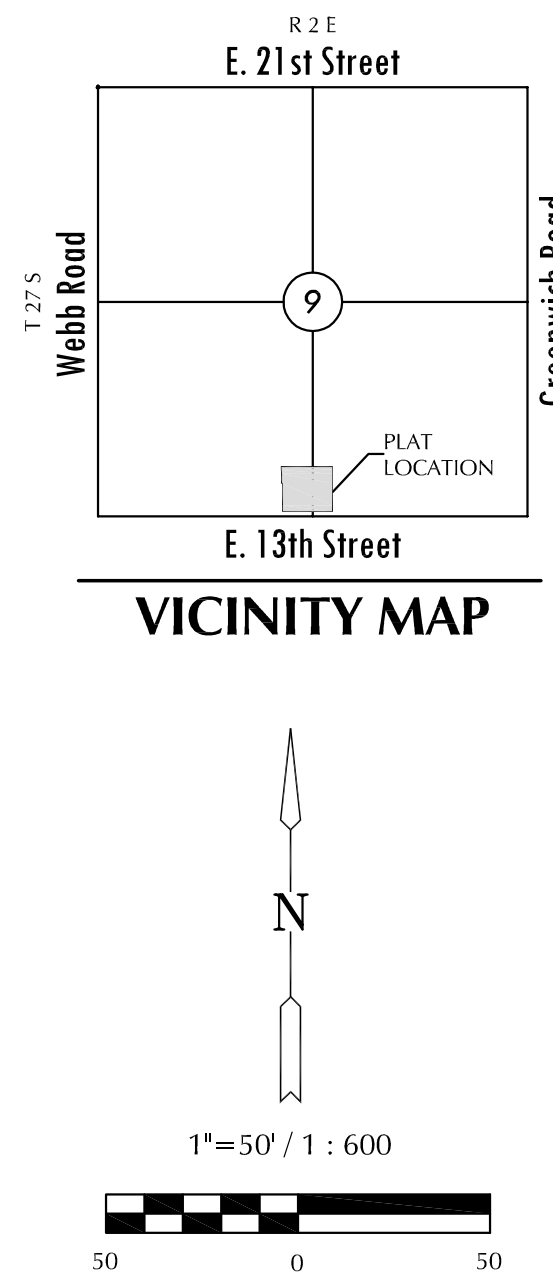 R 2 E
E. 21st Street
T 27 S
Webb Road
9
PLAT
LOCATION
E. 13th Street
VICINITY MAP
N
1"=50' / 1 : 600
50 0 50